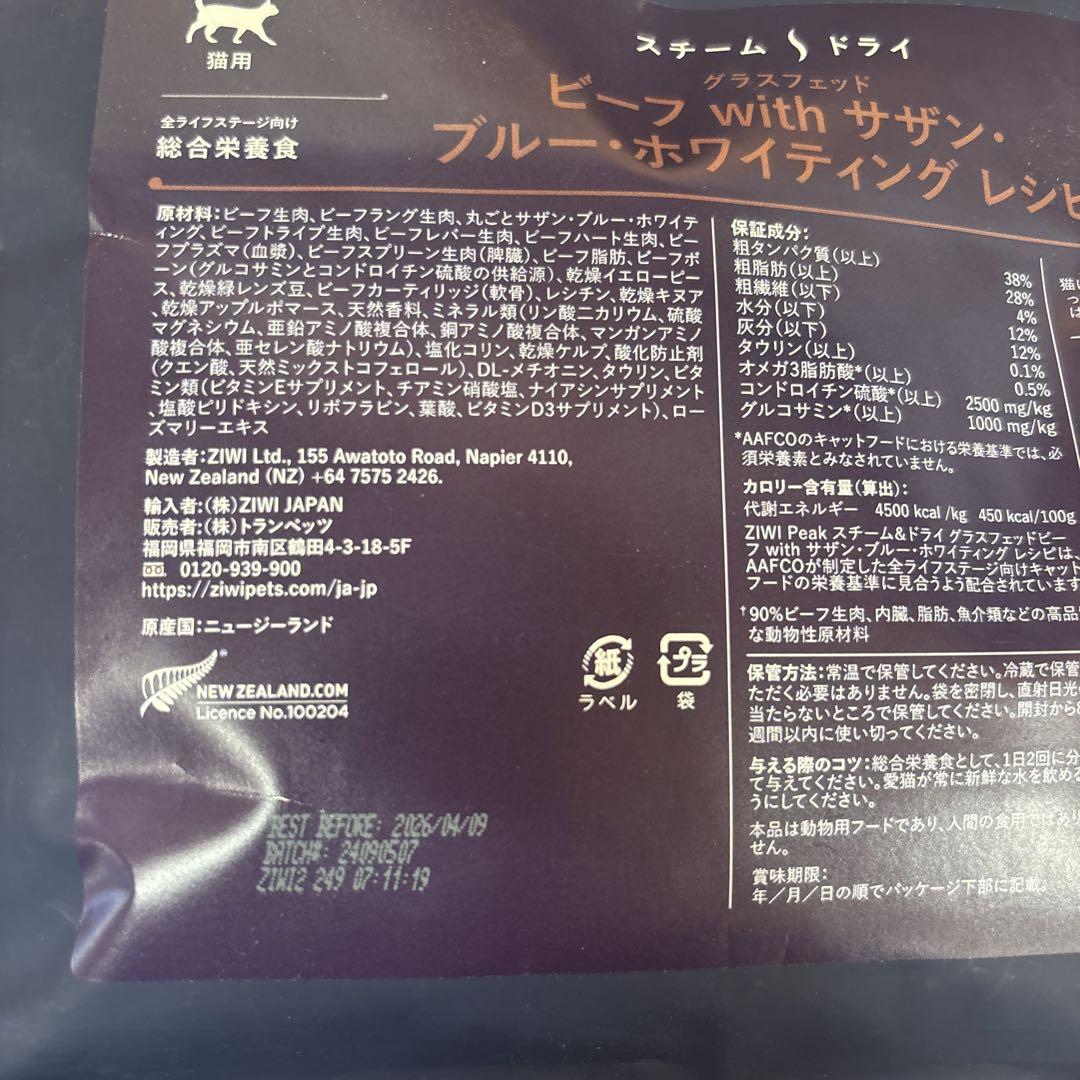 猫用
全ライフステージ向け
総合栄養食
スチーム ドライ
グラスフェッド
ビーフ with サザン・
ブルー・ホワイティング レシピ
原材料:ビーフ生肉、ビーフラング生肉、丸ごとサザン・ブルー・ホワイテ
ィング、ビーフトライプ生肉、ビーフレバー生肉、ビーフハート生肉、ビー
フプラズマ(血漿)、ビーフスプリーン生肉(脾臓)、ビーフ脂肪、ビーフボ
ーン(グルコサミンとコンドロイチン硫酸の供給源)、乾燥イエローピー
ス、乾燥緑レンズ豆、ビーフカーティリッジ(軟骨)、レシチン、乾燥キヌア
、乾燥アップルポマース、天然香料、ミネラル類(リン酸二カリウム、硫酸
マグネシウム、亜鉛アミノ酸複合体、銅アミノ酸複合体、マンガンアミノ
酸複合体、亜セレン酸ナトリウム)、塩化コリン、乾燥ケルプ、酸化防止剤
(クエン酸、天然ミックストコフェロール)、DL-メチオニン、タウリン、ビタ
ミン類(ビタミンEサプリメント、チアミン硝酸塩、ナイアシンサプリメント
、塩酸ピリドキシン、リボフラビン、葉酸、ビタミンD3サプリメント)、ロー
ズマリーエキス
製造者:ZIWI Ltd., 155 Awatoto Road, Napier 4110,
New Zealand (NZ) +64 7575 2426.
輸入者:(株)ZIWI JAPAN
販売者:(株)トランペッツ
福岡県福岡市南区鶴田4-3-18-5F
0120-939-900
https://ziwipets.com/ja-jp
原産国:ニュージーランド
NEWZEALAND.COM
Licence No.100204
紙
ラベル
プラ
袋
BEST BEFORE: 2026/04/09
BATCH#: 24090507
ZIWI2 249 07:11:19
保証成分:
粗タンパク質(以上) 38%
粗脂肪(以上) 28%
粗繊維(以下) 4%
水分(以下) 12%
灰分(以下) 12%
タウリン(以上) 0.1%
オメガ3脂肪酸*(以上) 0.5%
コンドロイチン硫酸*(以上) 2500 mg/kg
グルコサミン*(以上) 1000 mg/kg
*AAFCOのキャットフードにおける栄養基準では、必
須栄養素とみなされていません。
カロリー含有量(算出):
代謝エネルギー 4500 kcal /kg 450 kcal/100g
ZIWI Peak スチーム&ドライ グラスフェッドビー
フ with サザン・ブルー・ホワイティング レシピは、
AAFCOが制定した全ライフステージ向けキャット
フードの栄養基準に見合うよう配合されています
†90%ビーフ生肉、内臓、脂肪、魚介類などの高品質
な動物性原材料
保管方法:常温で保管してください。冷蔵で保管
ただく必要はありません。袋を密閉し、直射日光の
当たらないところで保管してください。開封から8
週間以内に使い切ってください。
与える際のコツ:総合栄養食として、1日2回に分
て与えてください。愛猫が常に新鮮な水を飲める
うにしてください。
本品は動物用フードであり、人間の食用ではあり
せん。
賞味期限:
年/月/日の順でパッケージ下部に記載。